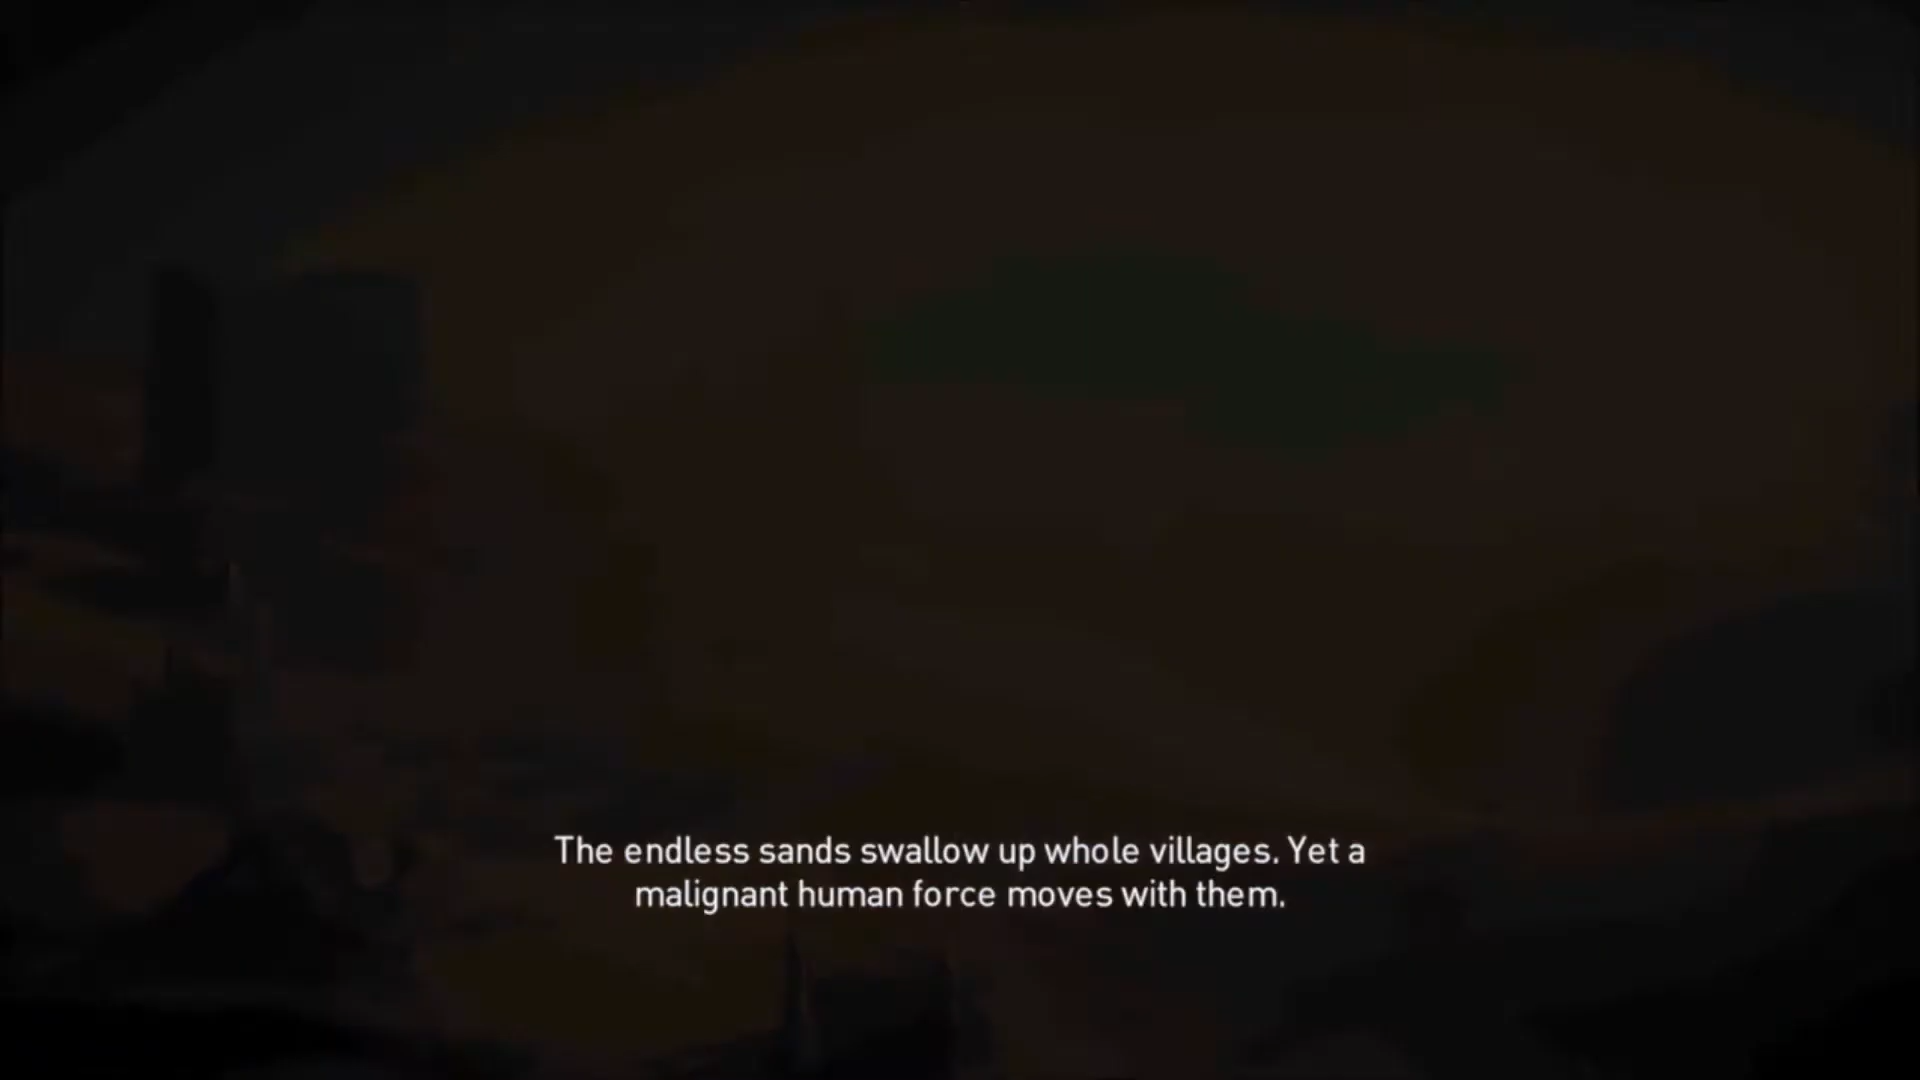 The endless sands swallow up whole villages. Yet a
malignant human force moves with them.